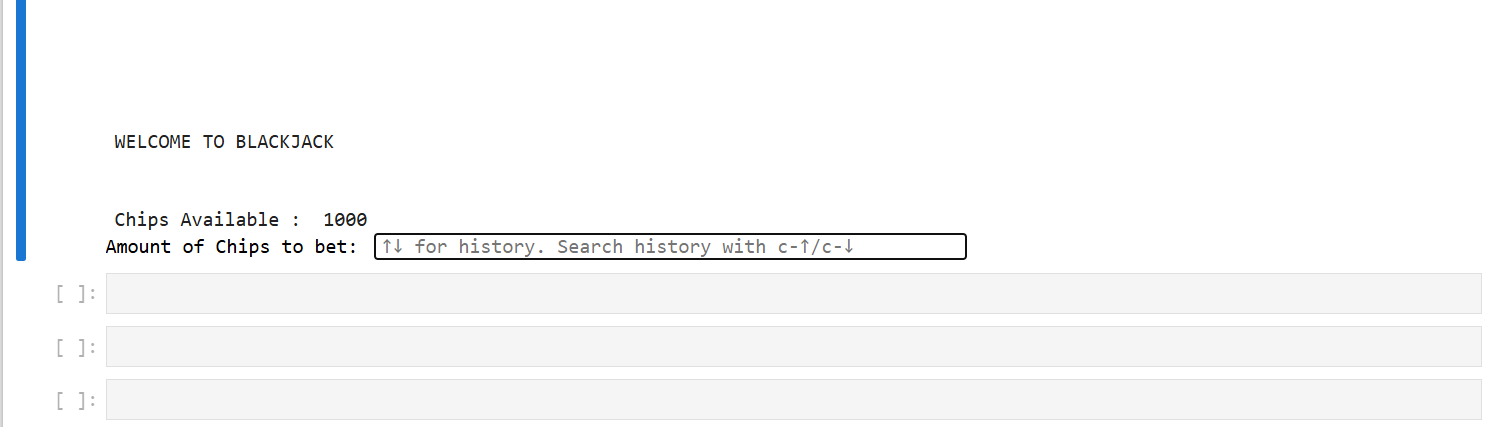 WELCOME TO BLACKJACK
Chips Available :  1000
Amount of Chips to bet: ↑↓ for history. Search history with c-↑/c-↓
[ ]:
[ ]:
[ ]: